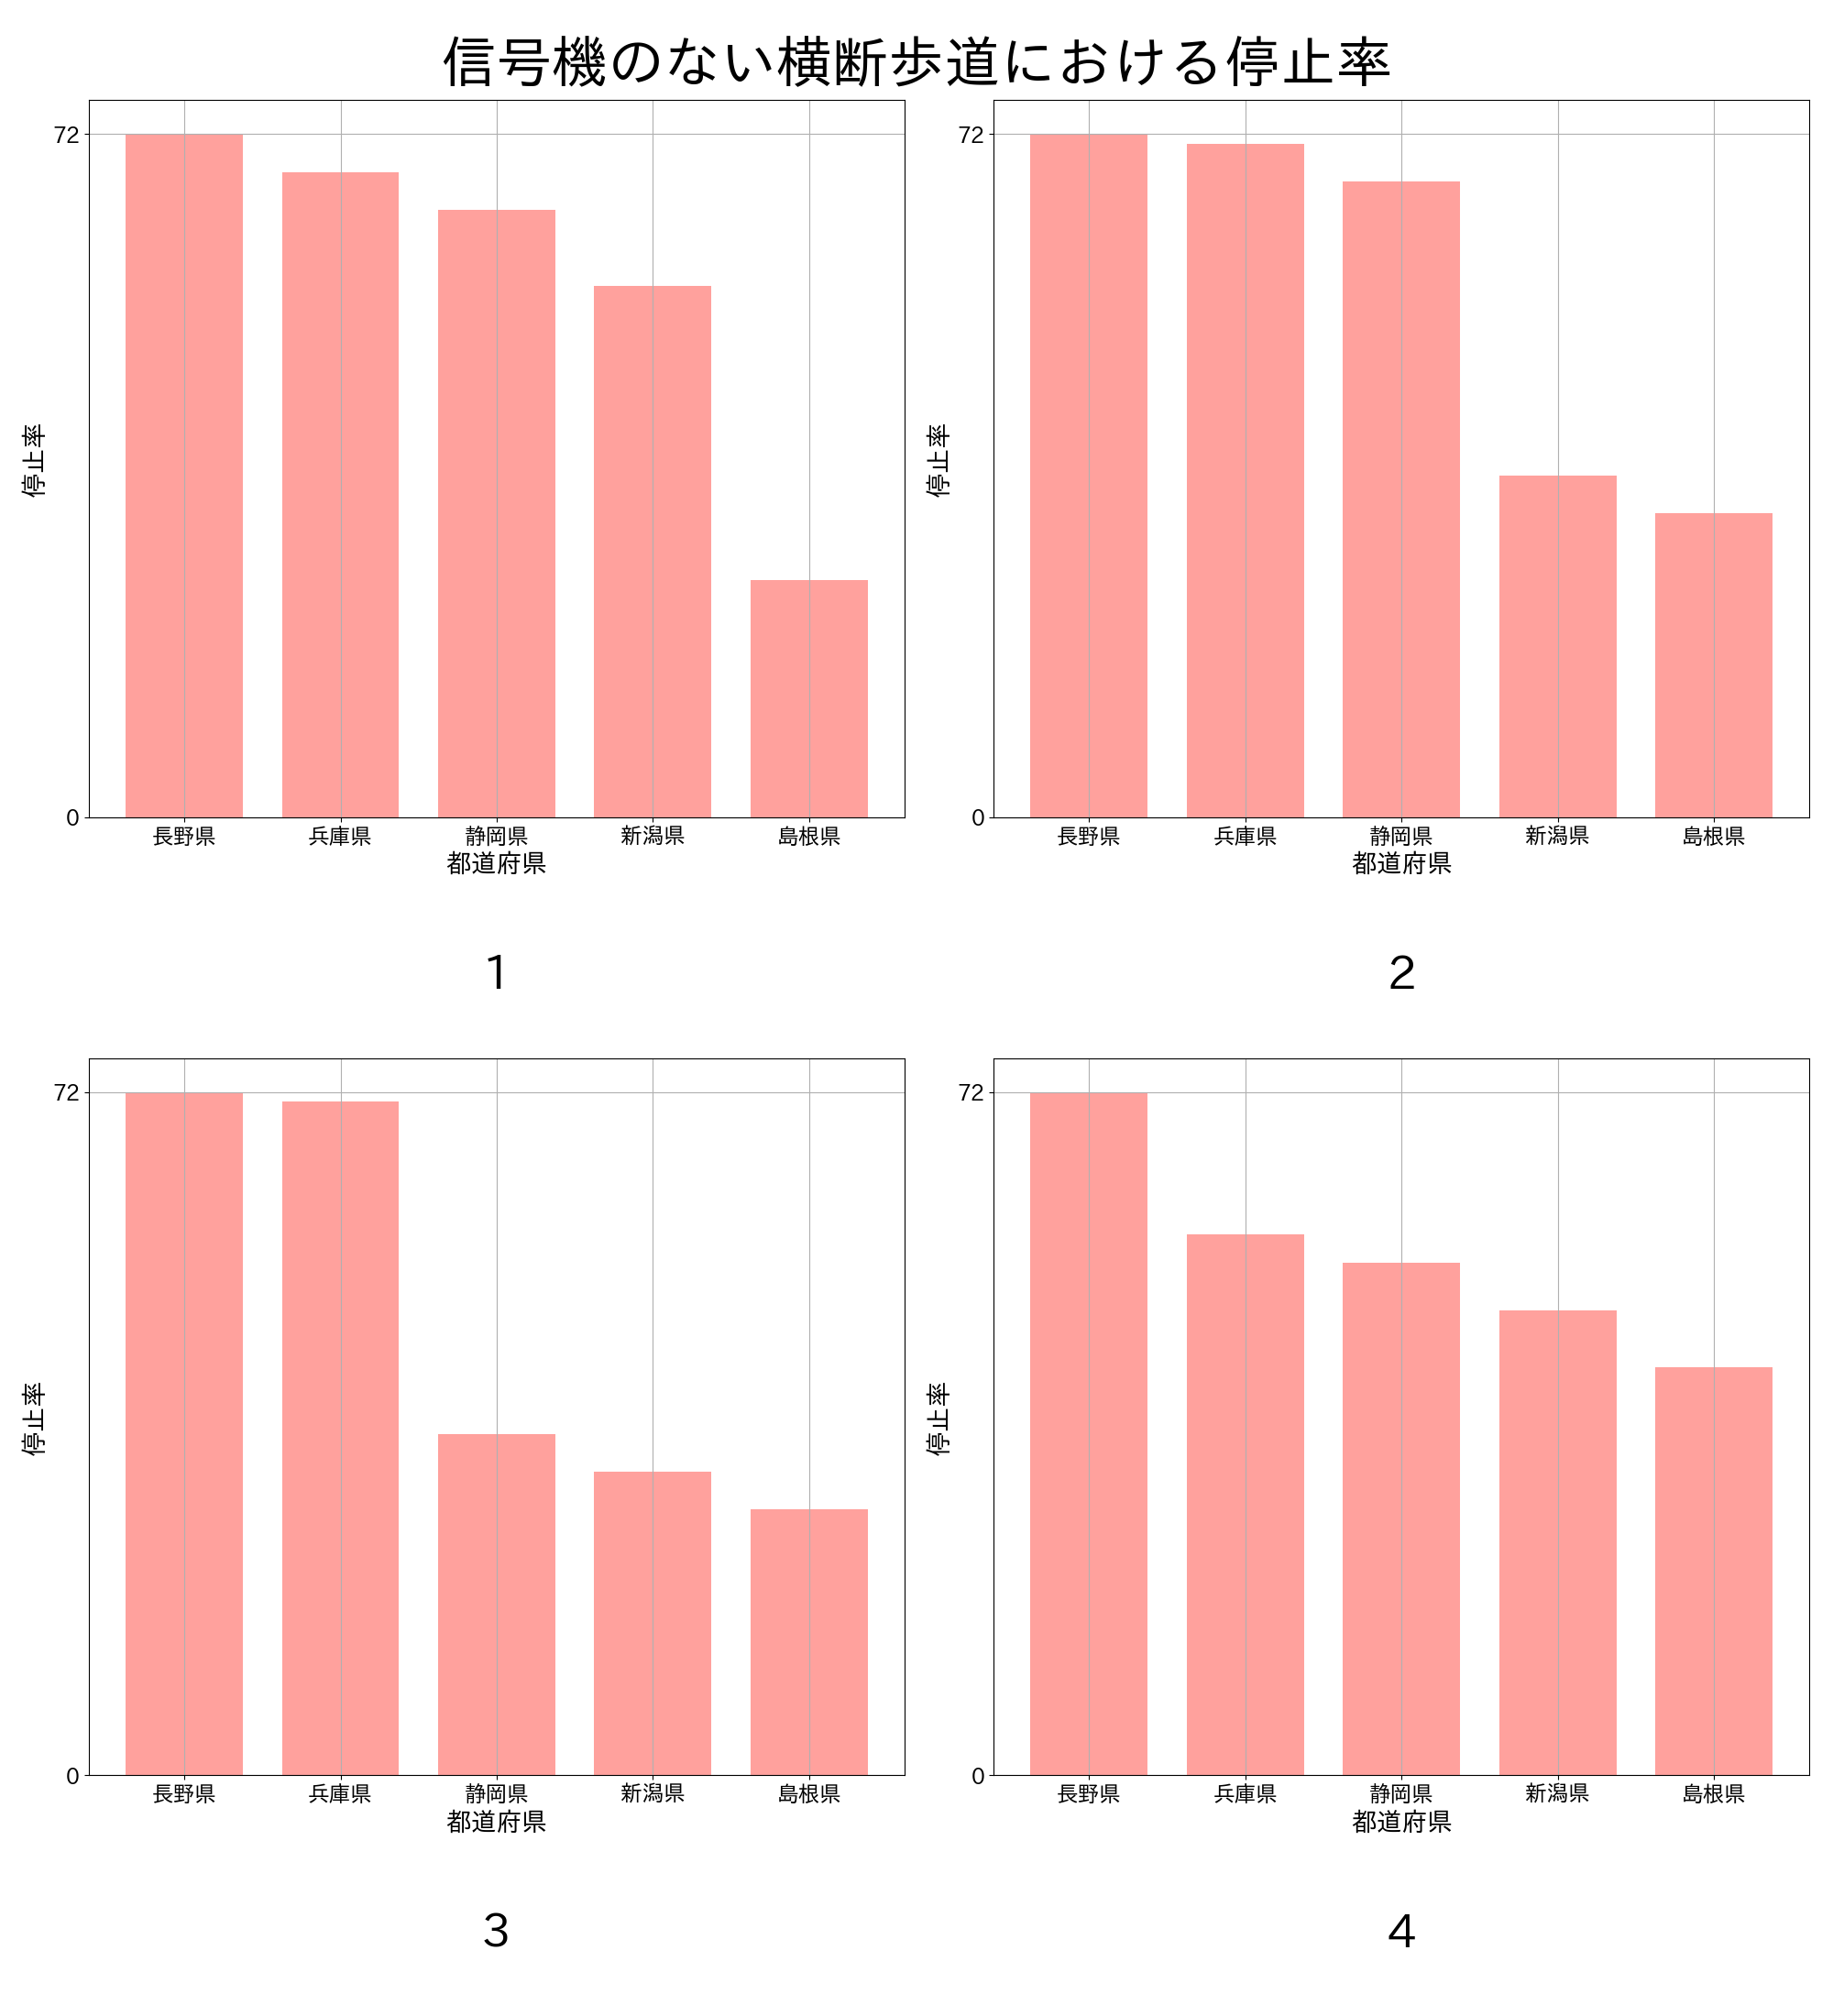 信号機のない横断歩道における停止率
72
停止率
0
長野県 兵庫県 静岡県 新潟県 島根県
都道府県
1
72
停止率
0
長野県 兵庫県 静岡県 新潟県 島根県
都道府県
2
72
停止率
0
長野県 兵庫県 静岡県 新潟県 島根県
都道府県
3
72
停止率
0
長野県 兵庫県 静岡県 新潟県 島根県
都道府県
4